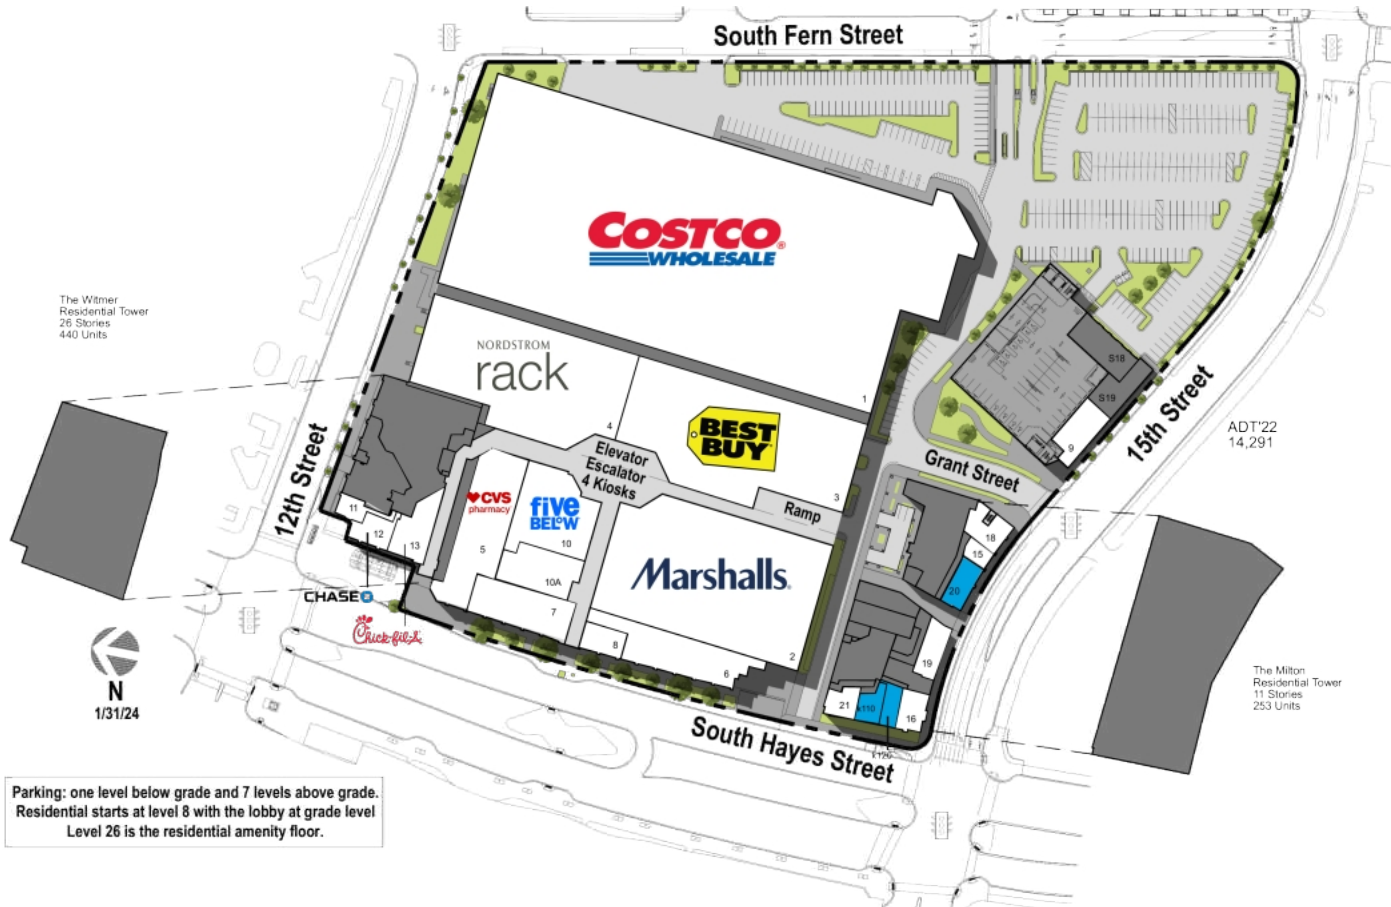 South Fern Street
COSTCO
WHOLESALE
The Witmer
Residential Tower
26 Stories
440 Units
NORDSTROM
rack
1
S18
S19
4
BEST
BUY
9
15th Street
ADT'22
14,291
12th Street
Elevator
Escalator
4 Kiosks
Grant Street
CVS
pharmacy
five
BELOW
3
Ramp
11
12
13
5
10
10A
Marshalls
18
15
20
CHASE
Chick-fil-A
7
8
6
2
19
21
k110
16
k120
The Milton
Residential Tower
11 Stories
253 Units
N
1/31/24
South Hayes Street
Parking: one level below grade and 7 levels above grade.
Residential starts at level 8 with the lobby at grade level
Level 26 is the residential amenity floor.